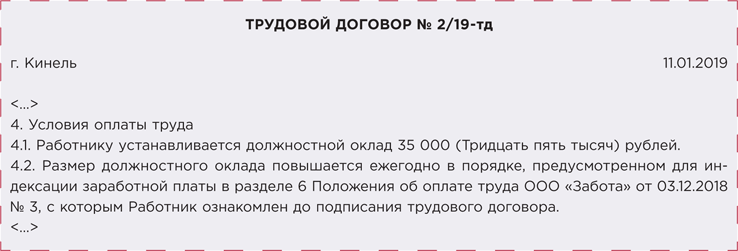 ТРУДОВОЙ ДОГОВОР № 2/19-тд
г. Кинель 11.01.2019
<...>
4. Условия оплаты труда
4.1. Работнику устанавливается должностной оклад 35 000 (Тридцать пять тысяч) рублей.
4.2. Размер должностного оклада повышается ежегодно в порядке, предусмотренном для ин-
дексации заработной платы в разделе 6 Положения об оплате труда ООО «Забота» от 03.12.2018
№ 3, с которым Работник ознакомлен до подписания трудового договора.
<...>